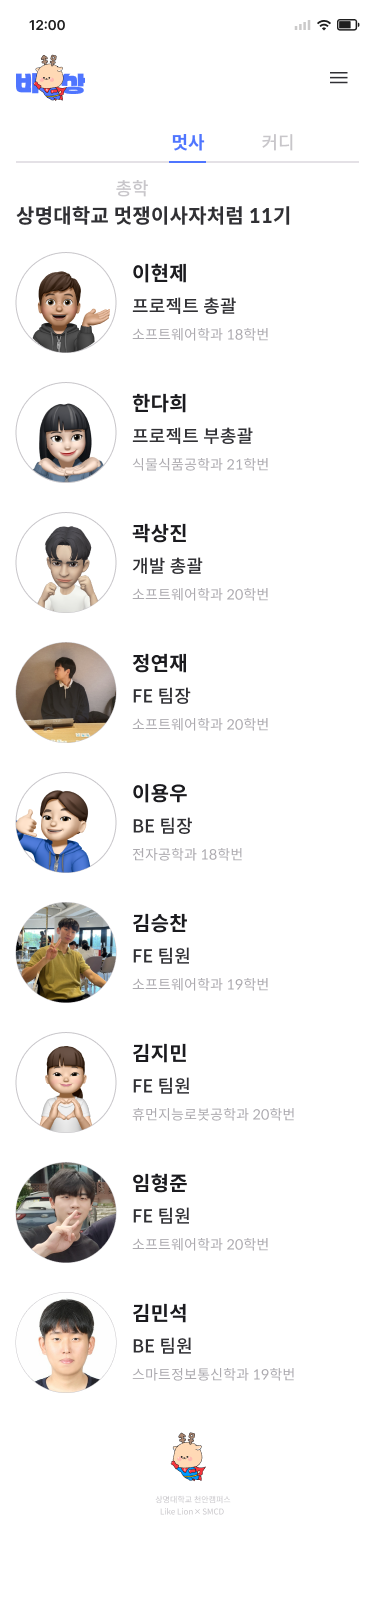 12:00
바 상
멋사 커디
총학
상명대학교 멋쟁이사자처럼 11기
이현제
프로젝트 총괄
소프트웨어학과 18학번
한다희
프로젝트 부총괄
식물식품공학과 21학번
곽상진
개발 총괄
소프트웨어학과 20학번
정연재
FE 팀장
소프트웨어학과 20학번
이용우
BE 팀장
전자공학과 18학번
김승찬
FE 팀원
소프트웨어학과 19학번
김지민
FE 팀원
휴먼지능로봇공학과 20학번
임형준
FE 팀원
소프트웨어학과 20학번
김민석
BE 팀원
스마트정보통신학과 19학번
상명대학교 천안캠퍼스
Like Lion × SMCD